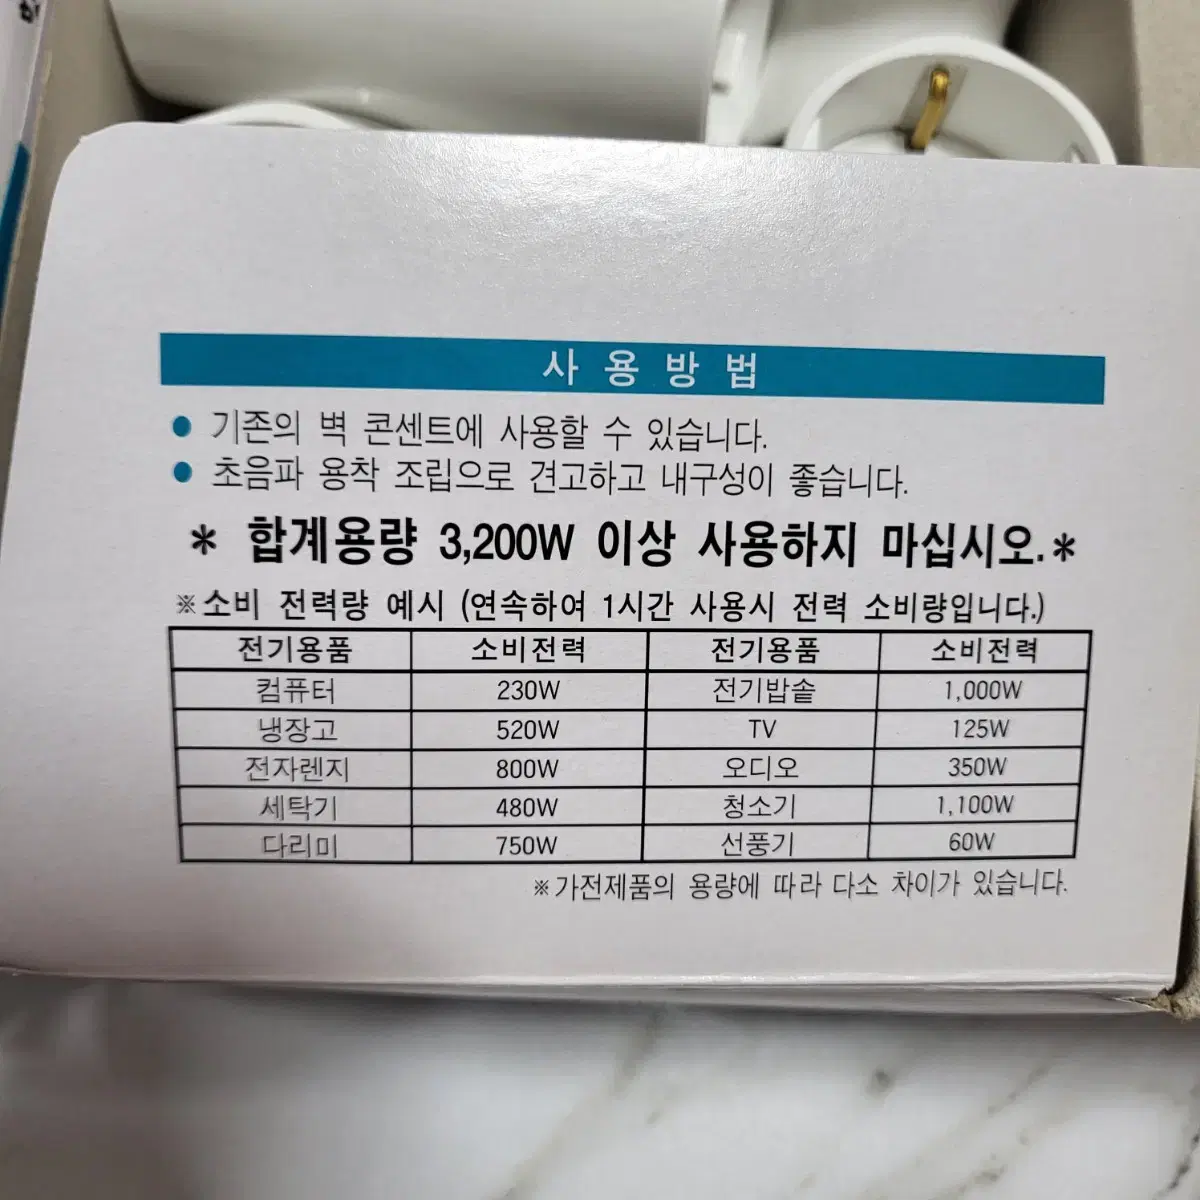 사용방법
● 기존의 벽 콘센트에 사용할 수 있습니다.
● 초음파 용착 조립으로 견고하고 내구성이 좋습니다.
* 합계용량 3,200W 이상 사용하지 마십시오.*
※소비 전력량 예시 (연속하여 1시간 사용시 전력 소비량입니다.)
전기용품 소비전력 전기용품 소비전력
컴퓨터 230W 전기밥솥 1,000W
냉장고 520W TV 125W
전자렌지 800W 오디오 350W
세탁기 480W 청소기 1,100W
다리미 750W 선풍기 60W
※가전제품의 용량에 따라 다소 차이가 있습니다.